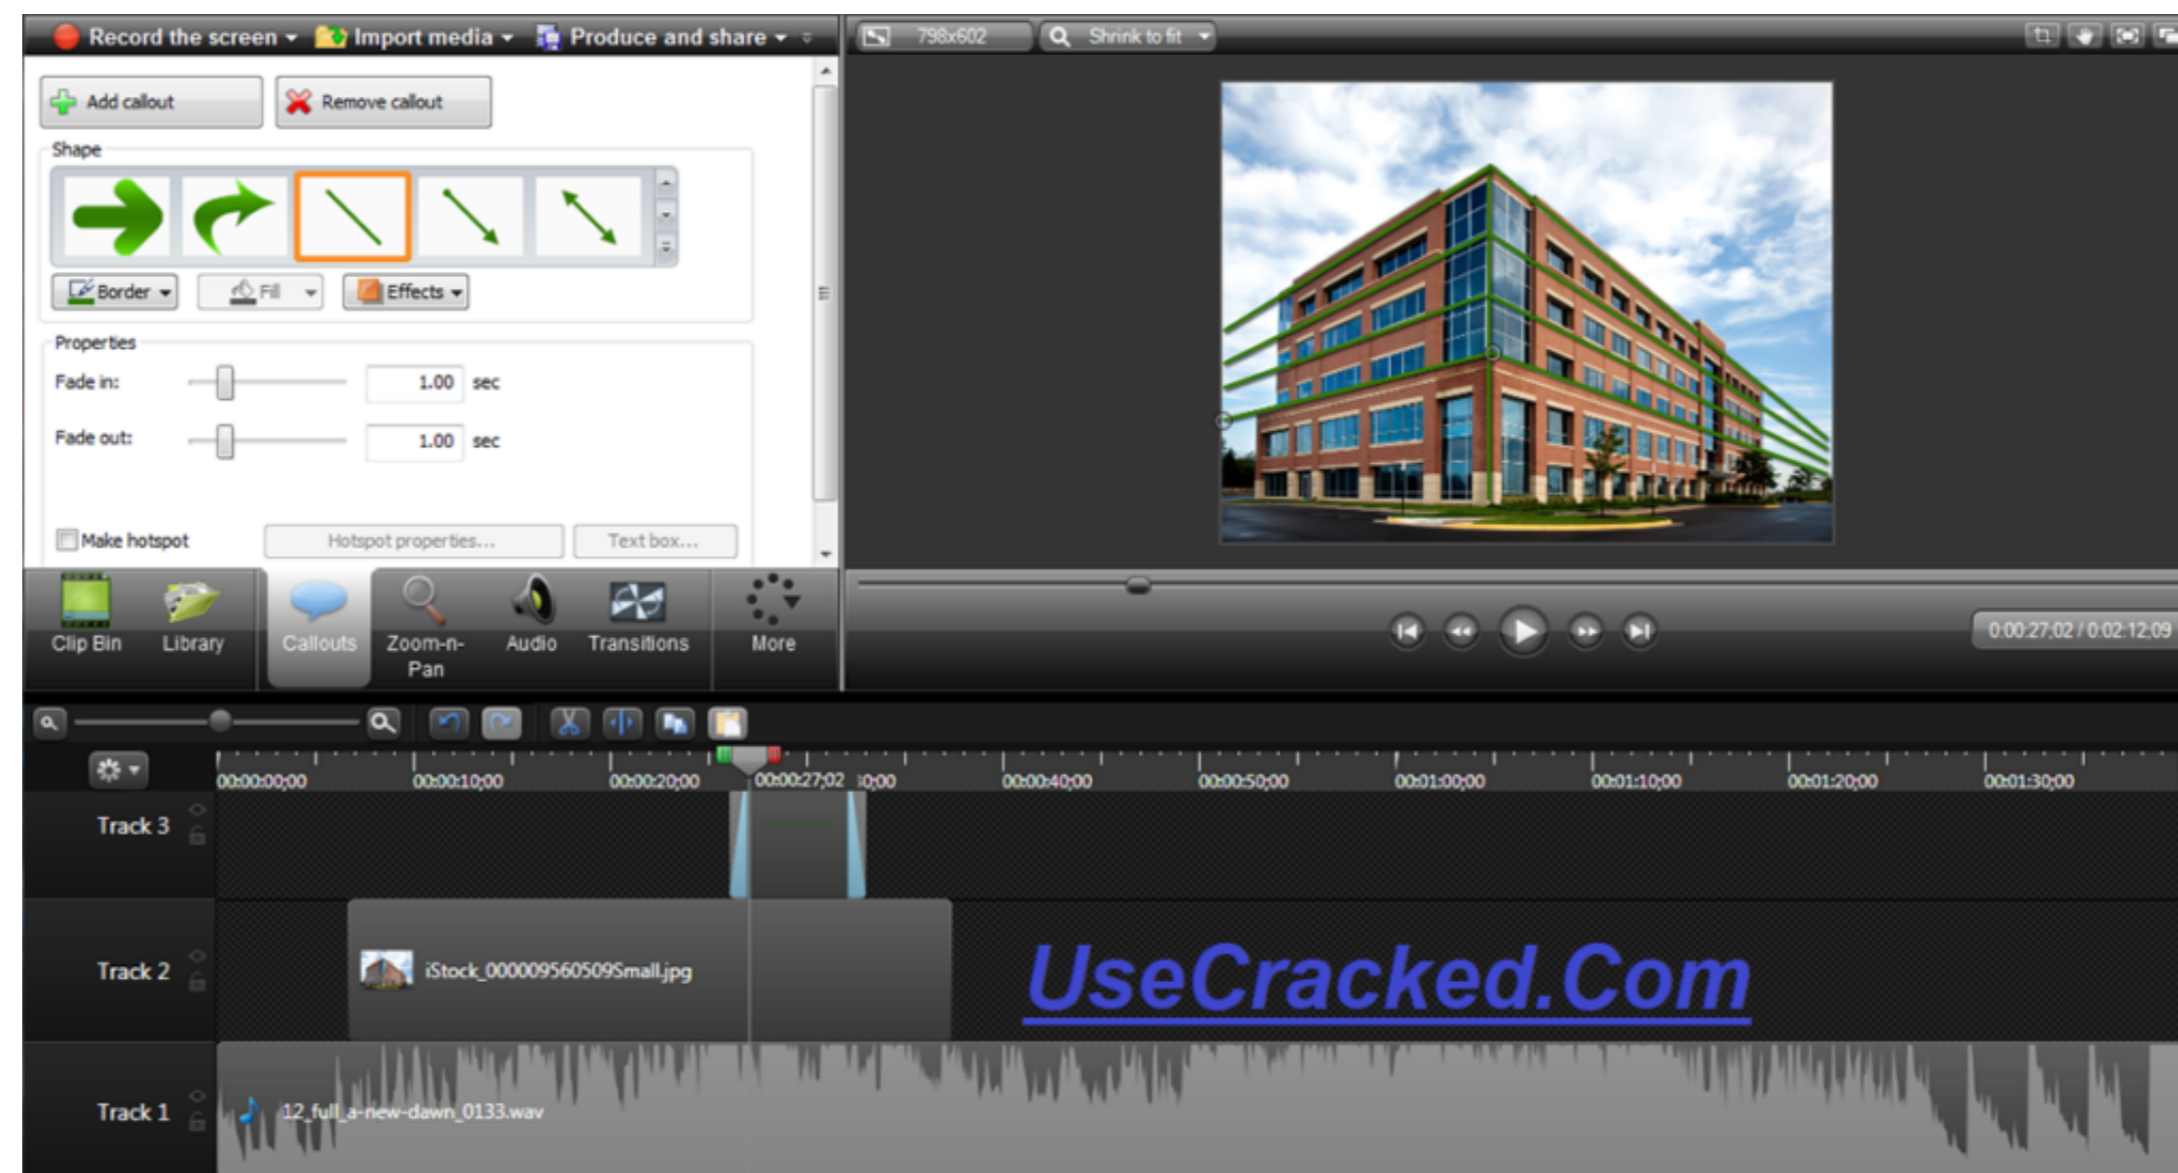 Record the screen Import media Produce and share
798x602 Shrink to fit
Add callout Remove callout
Shape
Border Fill Effects
Properties
Fade in: 1.00 sec
Fade out: 1.00 sec
Make hotspot Hotspot properties... Text box...
Clip Bin Library Callouts Zoom-n-Pan Audio Transitions More
0:00:27;02 / 0:02:12;09
00:00:00;00 00:00:10;00 00:00:20;00 00:00:27;02 00:00:40;00 00:00:50;00 00:01:00;00 00:01:10;00 00:01:20;00 00:01:30;00
Track 3
Track 2 iStock_000009560509Small.jpg
UseCracked.Com
Track 1 12_full_a-new-dawn_0133.wav